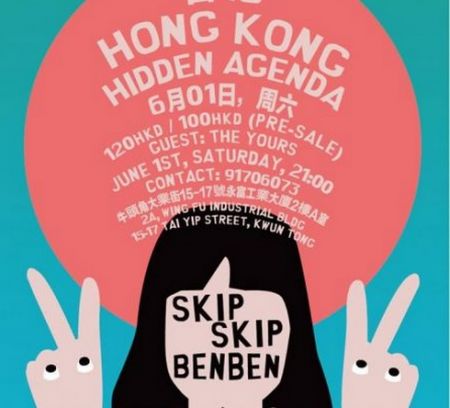 HONG KONG
HIDDEN AGENDA
6月01日，周六
120HKD / 100HKD (PRE-SALE)
GUEST: THE YOURS
JUNE 1ST, SATURDAY, 21:00
CONTACT: 91706073
牛頭角大業街15-17號永富工業大廈2樓A室
2A, WING FU INDUSTRIAL BLDG
15-17 TAI YIP STREET, KWUN TONG
SKIP
SKIP
BENBEN